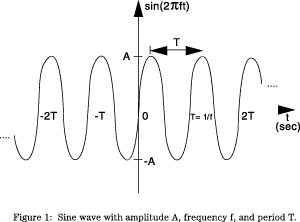 sin(2πft)
A
T
....
-2T
-T
0
T= 1/f
2T
t
(sec)
....
-A
Figure 1: Sine wave with amplitude A, frequency f, and period T.